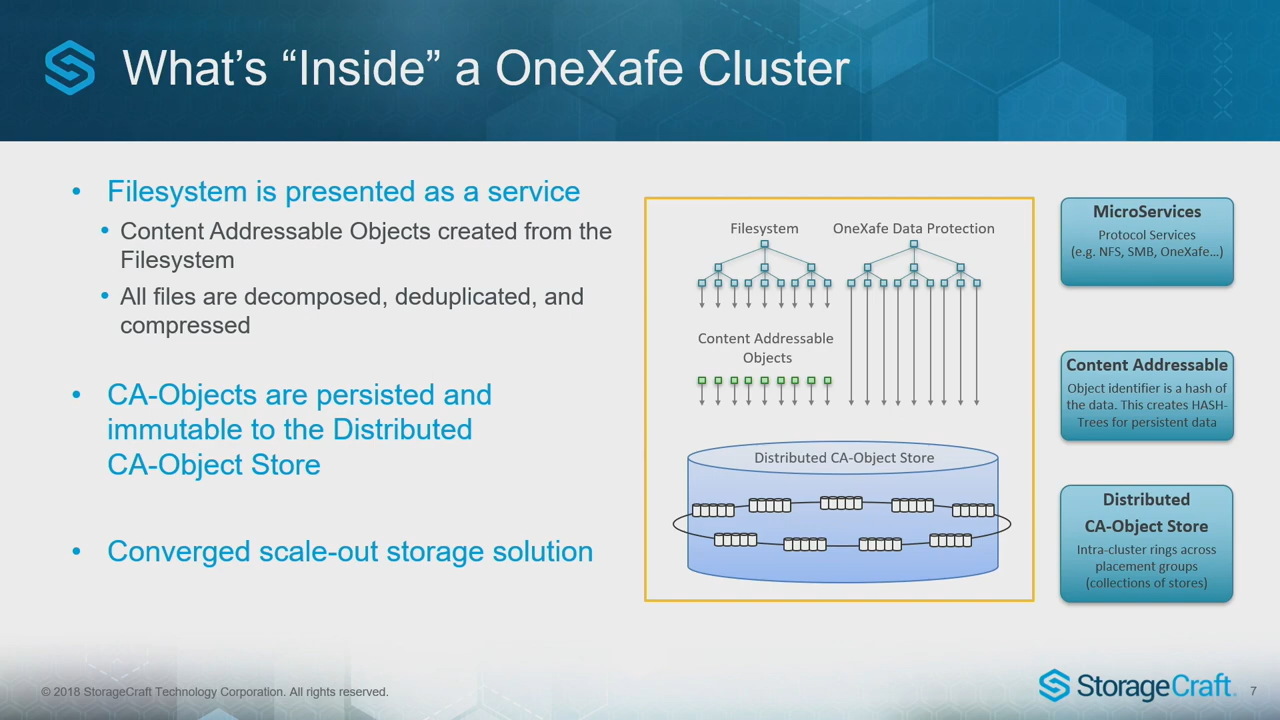 What's “Inside” a OneXafe Cluster
• Filesystem is presented as a service
• Content Addressable Objects created from the
Filesystem
• All files are decomposed, deduplicated, and
compressed
• CA-Objects are persisted and
immutable to the Distributed
CA-Object Store
• Converged scale-out storage solution
Filesystem
OneXafe Data Protection
Content Addressable
Objects
Distributed CA-Object Store
MicroServices
Protocol Services
(e.g. NFS, SMB, OneXafe…)
Content Addressable
Object identifier is a hash of
the data. This creates HASH-
Trees for persistent data
Distributed
CA-Object Store
Intra-cluster rings across
placement groups
(collections of stores)
© 2018 StorageCraft Technology Corporation. All rights reserved.
StorageCraft.
7